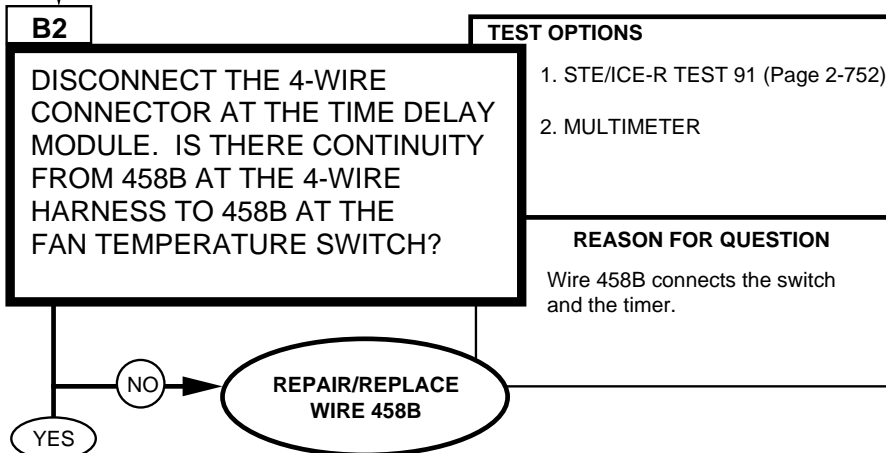 B2
DISCONNECT THE 4-WIRE
CONNECTOR AT THE TIME DELAY
MODULE. IS THERE CONTINUITY
FROM 458B AT THE 4-WIRE
HARNESS TO 458B AT THE
FAN TEMPERATURE SWITCH?
TEST OPTIONS
1. STE/ICE-R TEST 91 (Page 2-752)
2. MULTIMETER
REASON FOR QUESTION
Wire 458B connects the switch
and the timer.
NO
REPAIR/REPLACE
WIRE 458B
YES